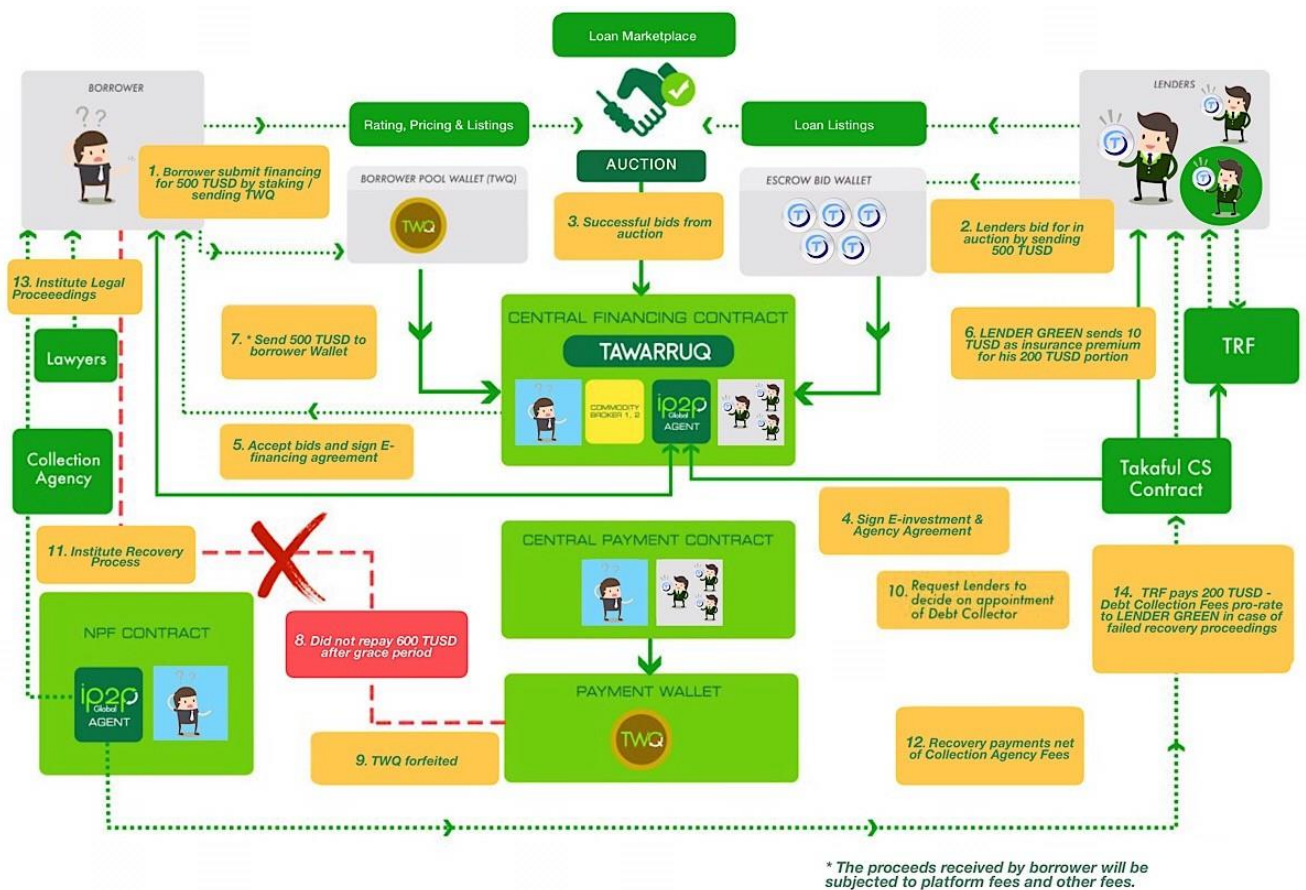 Loan Marketplace
BORROWER
? ?
LENDERS
Rating, Pricing & Listings
Loan Listings
1. Borrower submit financing
for 500 TUSD by staking /
sending TWQ
AUCTION
BORROWER POOL WALLET (TWQ)
TWQ
3. Successful bids from
auction
ESCROW BID WALLET
2. Lenders bid for in
auction by sending
500 TUSD
13. Institute Legal
Proceeedings
Lawyers
7. * Send 500 TUSD to
borrower Wallet
CENTRAL FINANCING CONTRACT
TAWARRUQ
? ?
COMMODITY
BROKER 1, 2
ip2p
Global
AGENT
6. LENDER GREEN sends 10
TUSD as insurance premium
for his 200 TUSD portion
TRF
5. Accept bids and sign E-
financing agreement
Collection
Agency
Takaful CS
Contract
4. Sign E-investment &
Agency Agreement
11. Institute Recovery
Process
CENTRAL PAYMENT CONTRACT
? ?
10. Request Lenders to
decide on appointment
of Debt Collector
14. TRF pays 200 TUSD -
Debt Collection Fees pro-rate
to LENDER GREEN in case of
failed recovery proceedings
NPF CONTRACT
ip2p
Global
AGENT
? ?
8. Did not repay 600 TUSD
after grace period
PAYMENT WALLET
TWQ
9. TWQ forfeited
12. Recovery payments net
of Collection Agency Fees
* The proceeds received by borrower will be
subjected to platform fees and other fees.